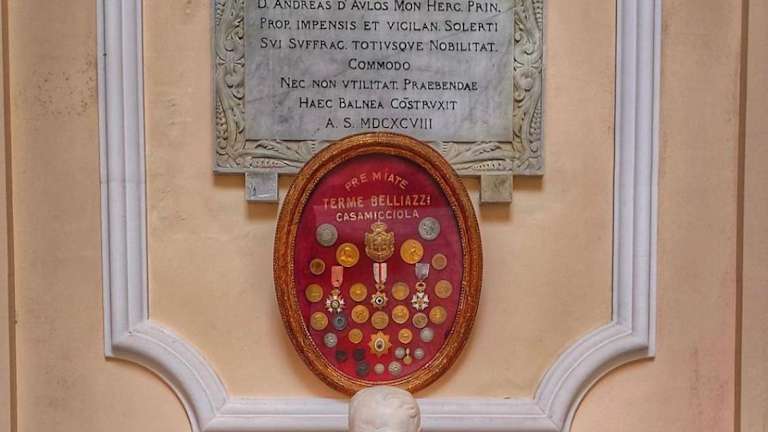 D. ANDREAS D'AVLOS MON HERC. PRIN.
PROP. IMPENSIS ET VIGILAN. SOLERTI
SVI SVFFRAG. TOTIVSQVE NOBILITAT.
COMMODO
NEC NON VTILITAT. PRAEBENDAE
HAEC BALNEA COSTRVXIT
A. S. MDCXCVIII
PREMIATE
TERME BELLIAZZI
CASAMICCIOLA